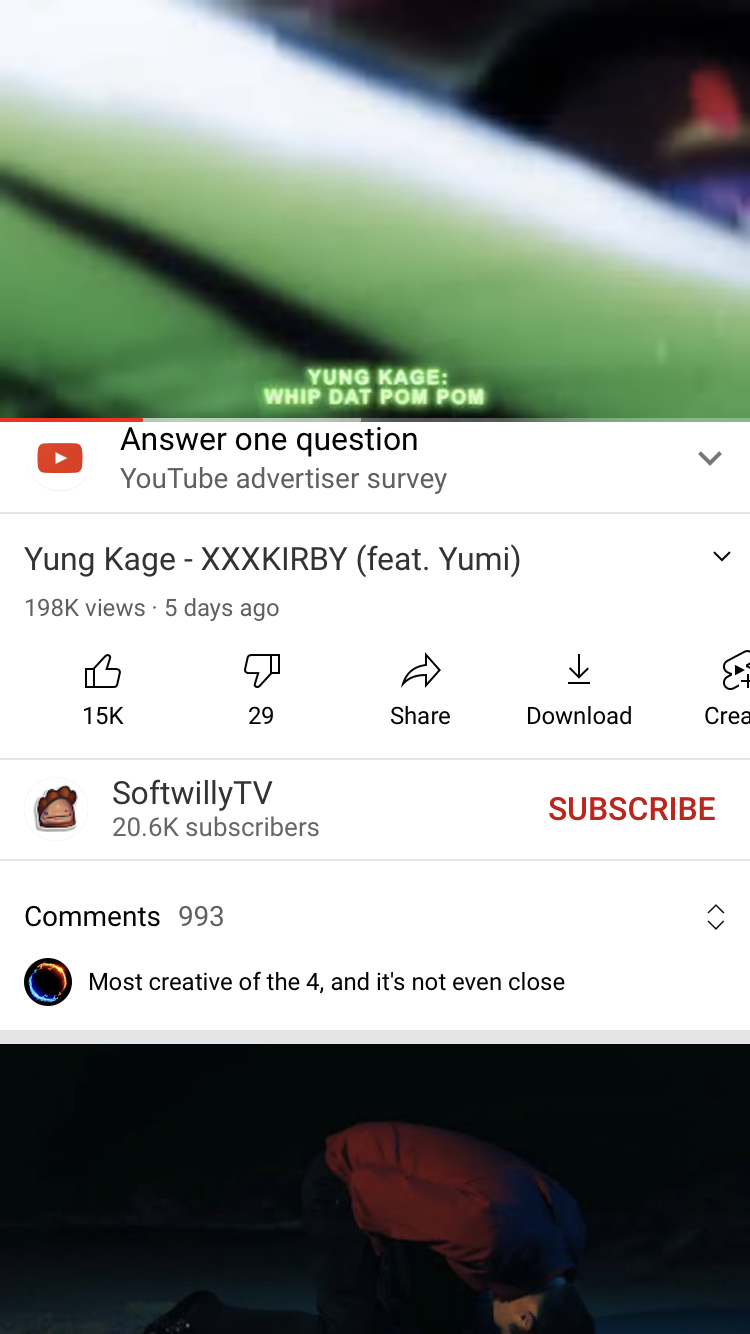 YUNG KAGE:
WHIP DAT POM POM
Answer one question
YouTube advertiser survey
Yung Kage - XXXKIRBY (feat. Yumi)
198K views · 5 days ago
15K
29
Share
Download
Crea
SoftwillyTV
20.6K subscribers
SUBSCRIBE
Comments 993
Most creative of the 4, and it's not even close